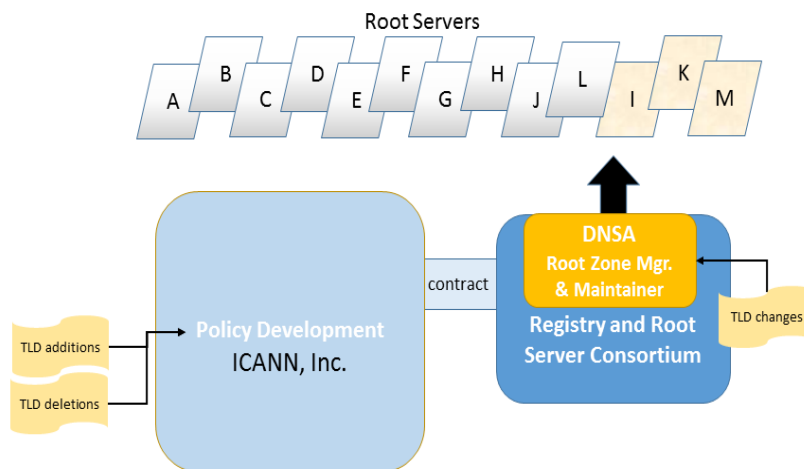 Root Servers
A
B
C
D
E
F
G
H
J
L
I
K
M
DNSA
Root Zone Mgr.
& Maintainer
contract
TLD changes
Registry and Root
Server Consortium
Policy Development
ICANN, Inc.
TLD additions
TLD deletions